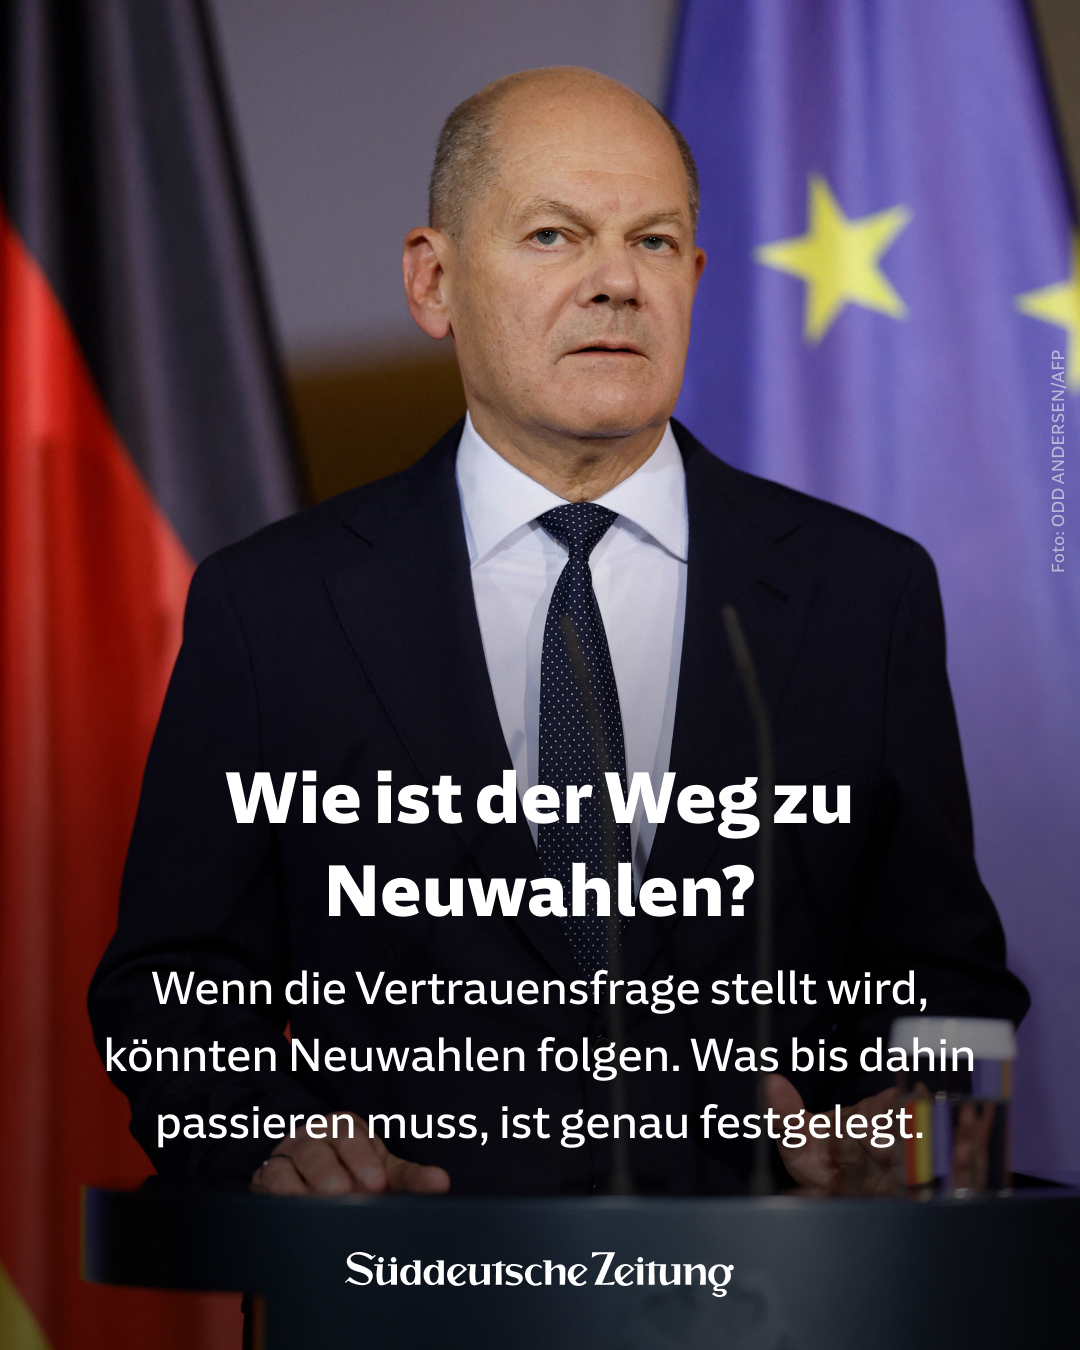 Foto: ODD ANDERSEN/AFP
Wie ist der Weg zu
Neuwahlen?
Wenn die Vertrauensfrage stellt wird,
könnten Neuwahlen folgen. Was bis dahin
passieren muss, ist genau festgelegt.
Süddeutsche Zeitung